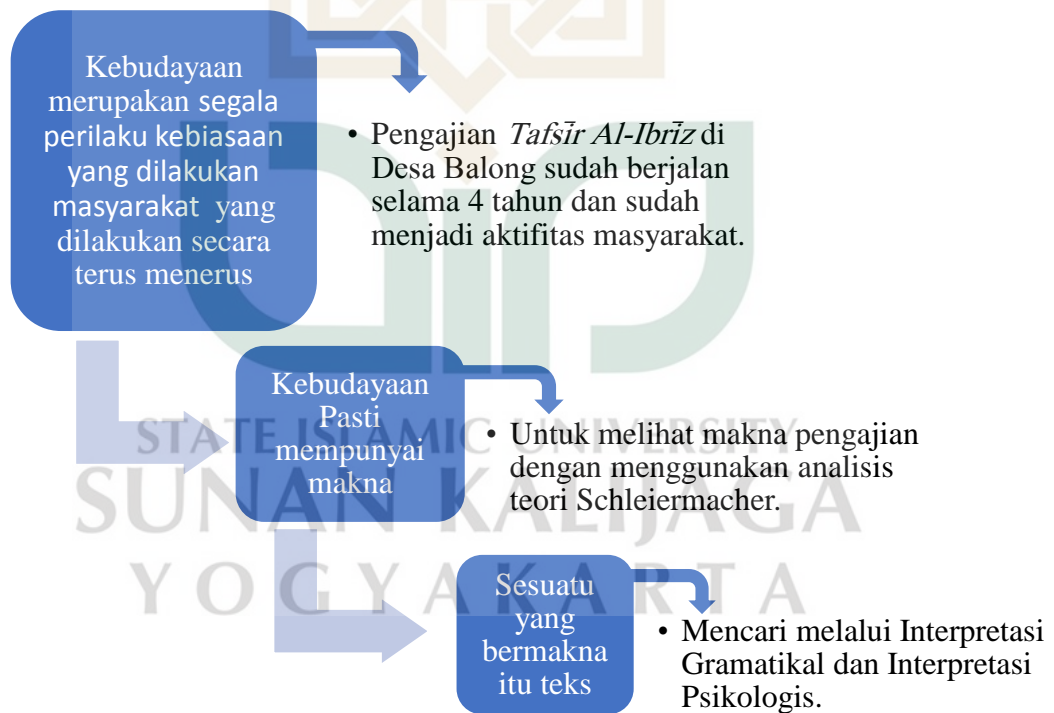 Kebudayaan
merupakan segala
perilaku kebiasaan
yang dilakukan
masyarakat yang
dilakukan secara
terus menerus
• Pengajian Tafsīr Al-Ibrīz di
Desa Balong sudah berjalan
selama 4 tahun dan sudah
menjadi aktifitas masyarakat.
Kebudayaan
Pasti
mempunyai
makna
• Untuk melihat makna pengajian
dengan menggunakan analisis
teori Schleiermacher.
STATE ISLAMIC UNIVERSITY
SUNAN KALIJAGA
YOGYAKARTA
Sesuatu
yang
bermakna
itu teks
• Mencari melalui Interpretasi
Gramatikal dan Interpretasi
Psikologis.